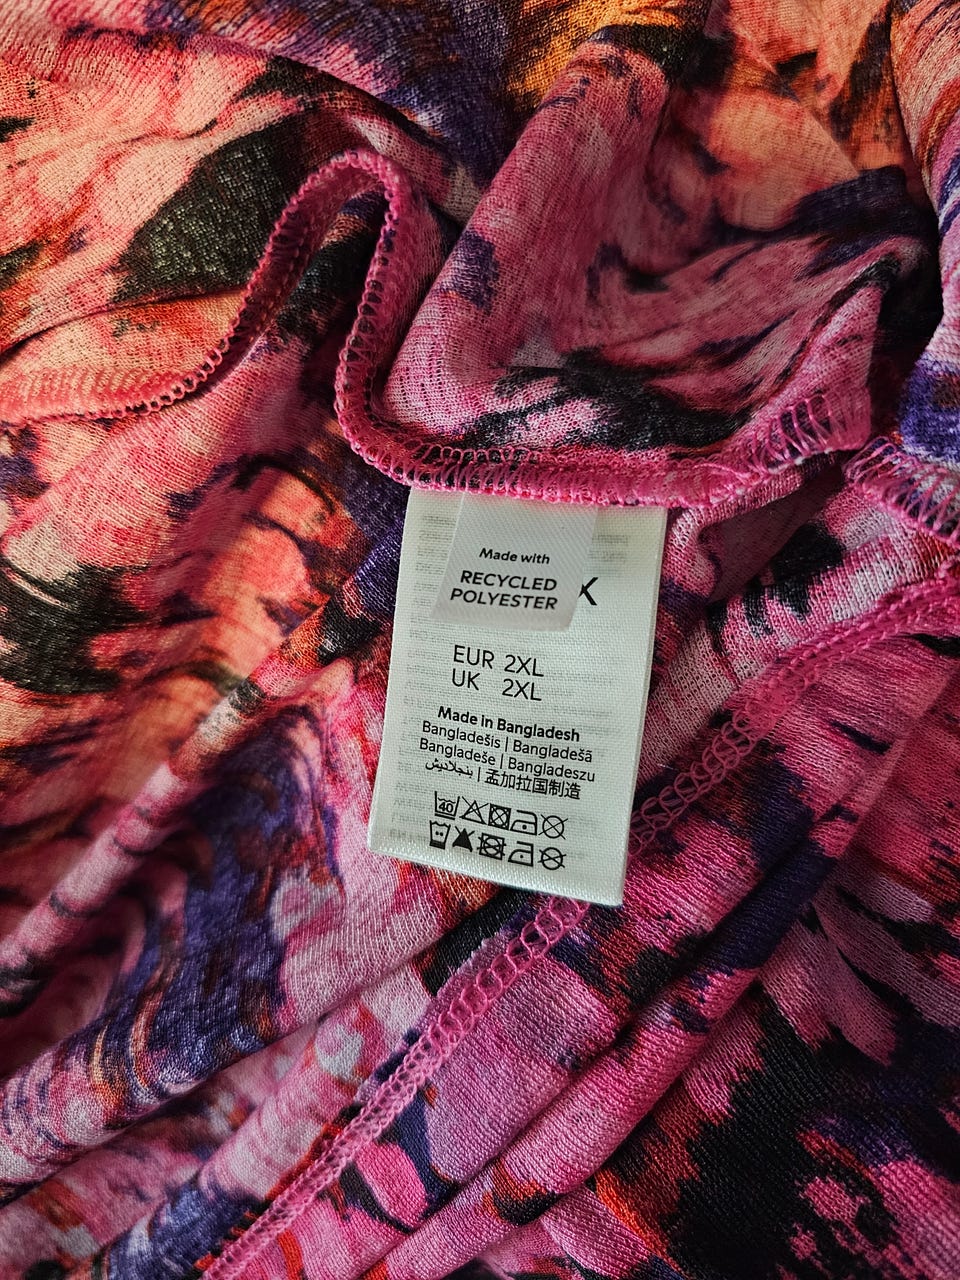 Made with
RECYCLED
POLYESTER
X
EUR 2XL
UK 2XL
Made in Bangladesh
Bangladešis | Bangladešā
Bangladeše | Bangladeszu
بنجلاديش | 孟加拉国制造
40